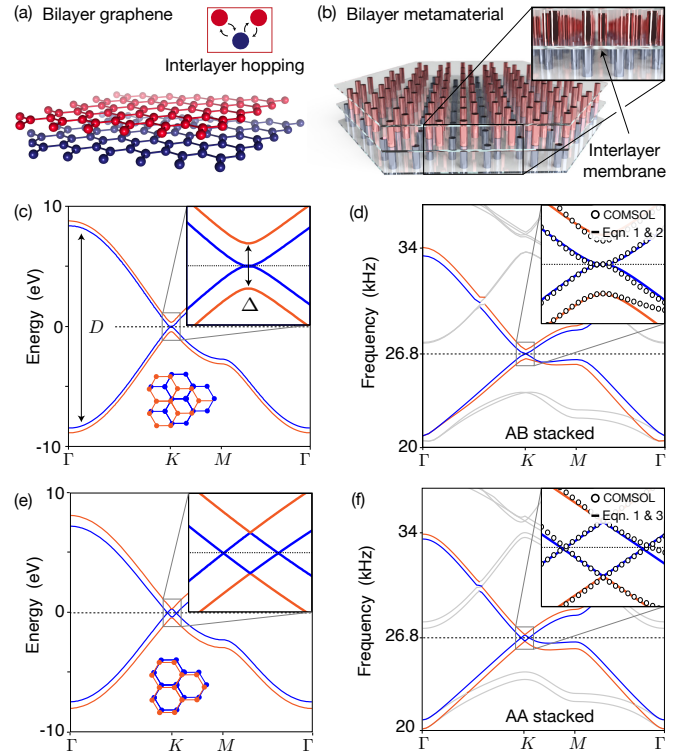 (a) Bilayer graphene
Interlayer hopping
(b) Bilayer metamaterial
Interlayer
membrane
(c)
10
0
-10
Energy (eV)
D
Δ
Γ K M Γ
(d)
34
26.8
20
Frequency (kHz)
COMSOL
Eqn. 1 & 2
AB stacked
Γ K M Γ
(e)
10
0
-10
Energy (eV)
Γ K M Γ
(f)
34
26.8
20
Frequency (kHz)
COMSOL
Eqn. 1 & 3
AA stacked
Γ K M Γ